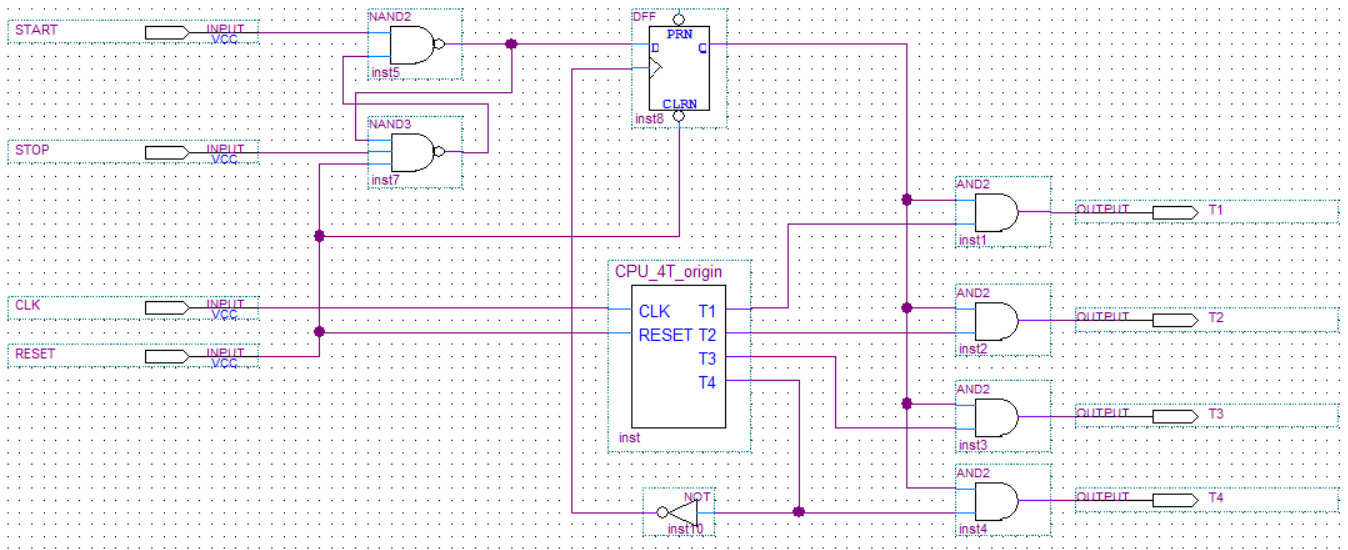 START
INPUT
VCC
NAND2
inst5
DFF
PRN
D
Q
CLRN
inst8
STOP
INPUT
VCC
NAND3
inst7
AND2
inst1
OUTPUT
T1
CPU_4T_origin
CLK
RESET
T1
T2
T3
T4
inst
CLK
INPUT
VCC
RESET
INPUT
VCC
AND2
inst2
OUTPUT
T2
AND2
inst3
OUTPUT
T3
AND2
inst4
OUTPUT
T4
NOT
inst10